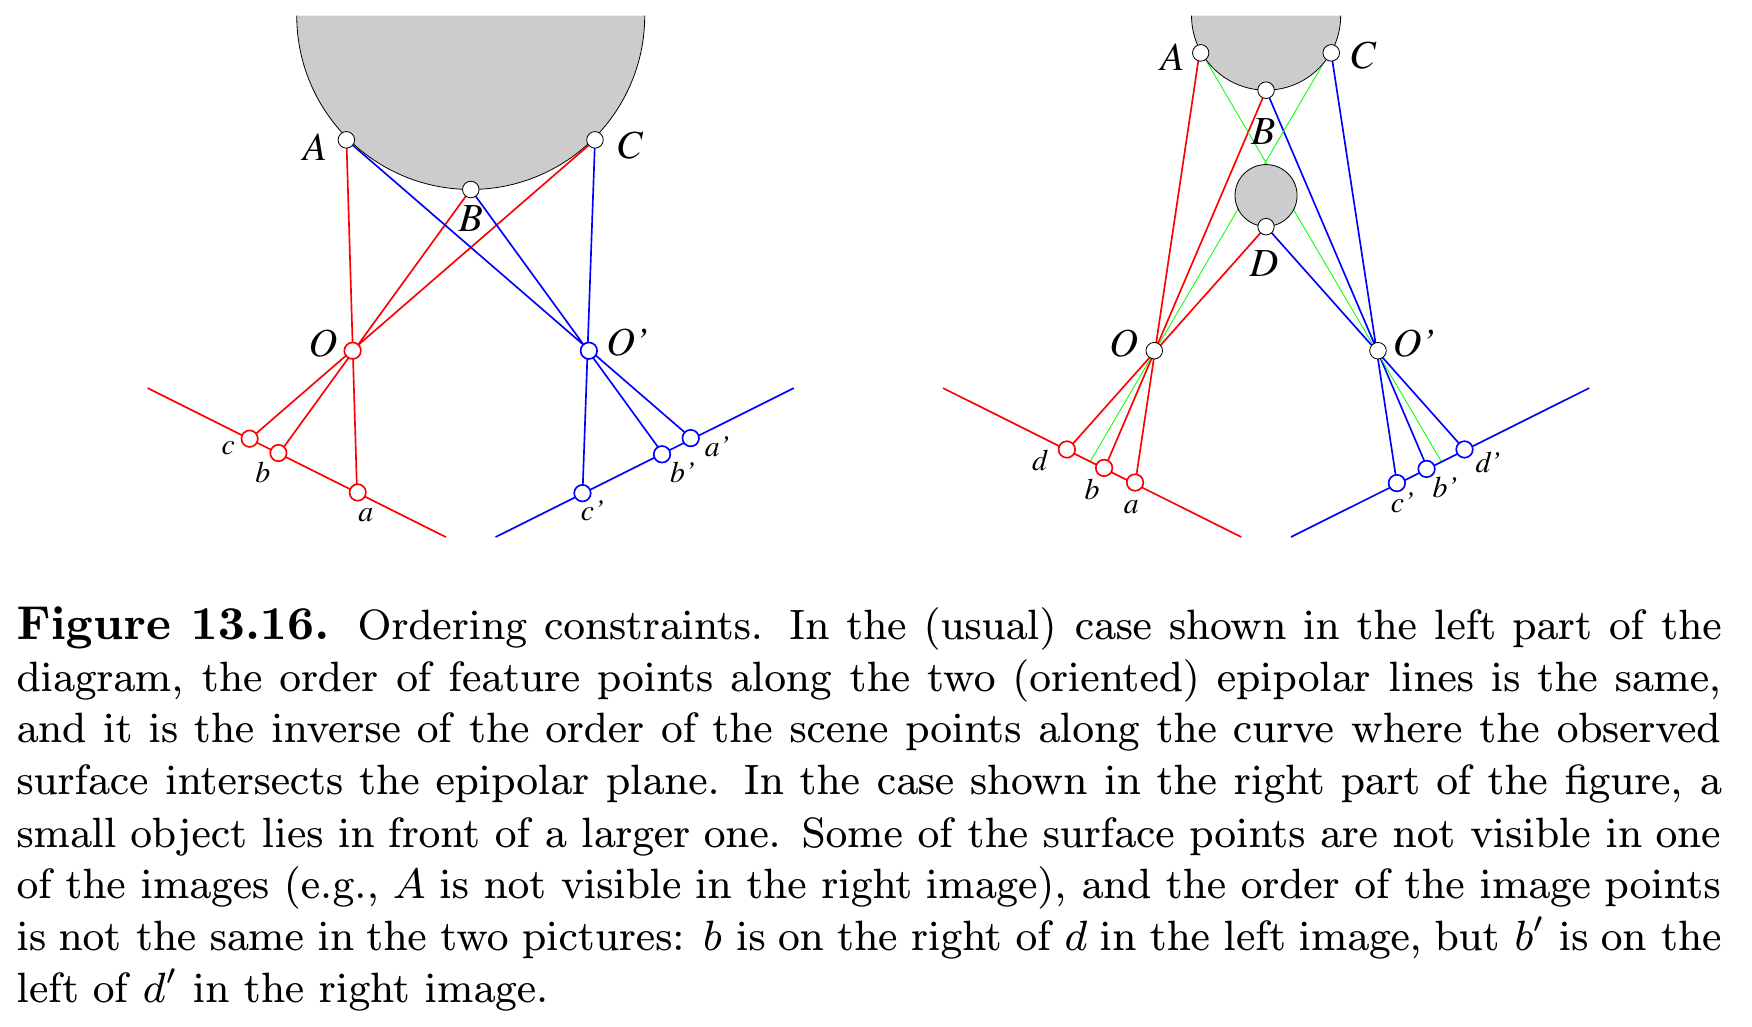 A
C
B
O
O'
c
b
a
a'
b'
c'
A
C
B
D
O
O'
d
b
a
d'
b'
c'
Figure 13.16. Ordering constraints. In the (usual) case shown in the left part of the
diagram, the order of feature points along the two (oriented) epipolar lines is the same,
and it is the inverse of the order of the scene points along the curve where the observed
surface intersects the epipolar plane. In the case shown in the right part of the figure, a
small object lies in front of a larger one. Some of the surface points are not visible in one
of the images (e.g., A is not visible in the right image), and the order of the image points
is not the same in the two pictures: b is on the right of d in the left image, but b′ is on the
left of d′ in the right image.